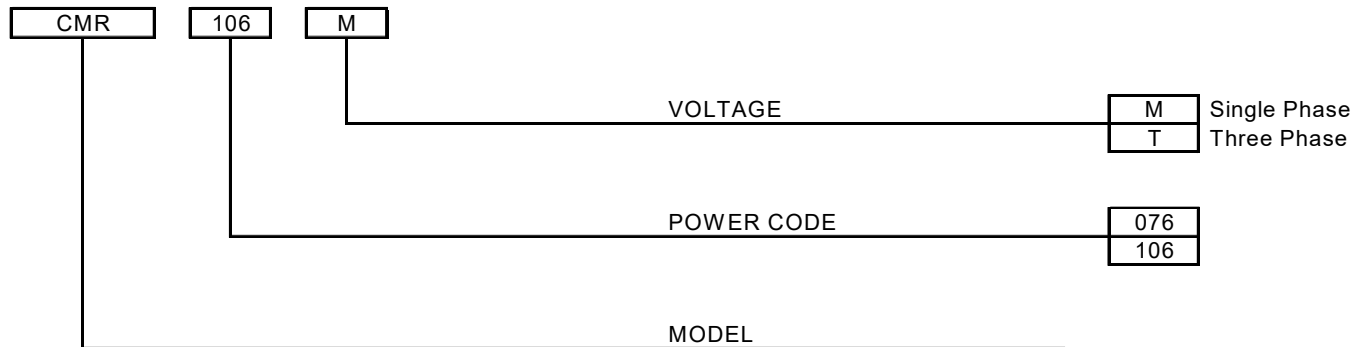 CMR 106 M
VOLTAGE M Single Phase
T Three Phase
POWER CODE 076
106
MODEL